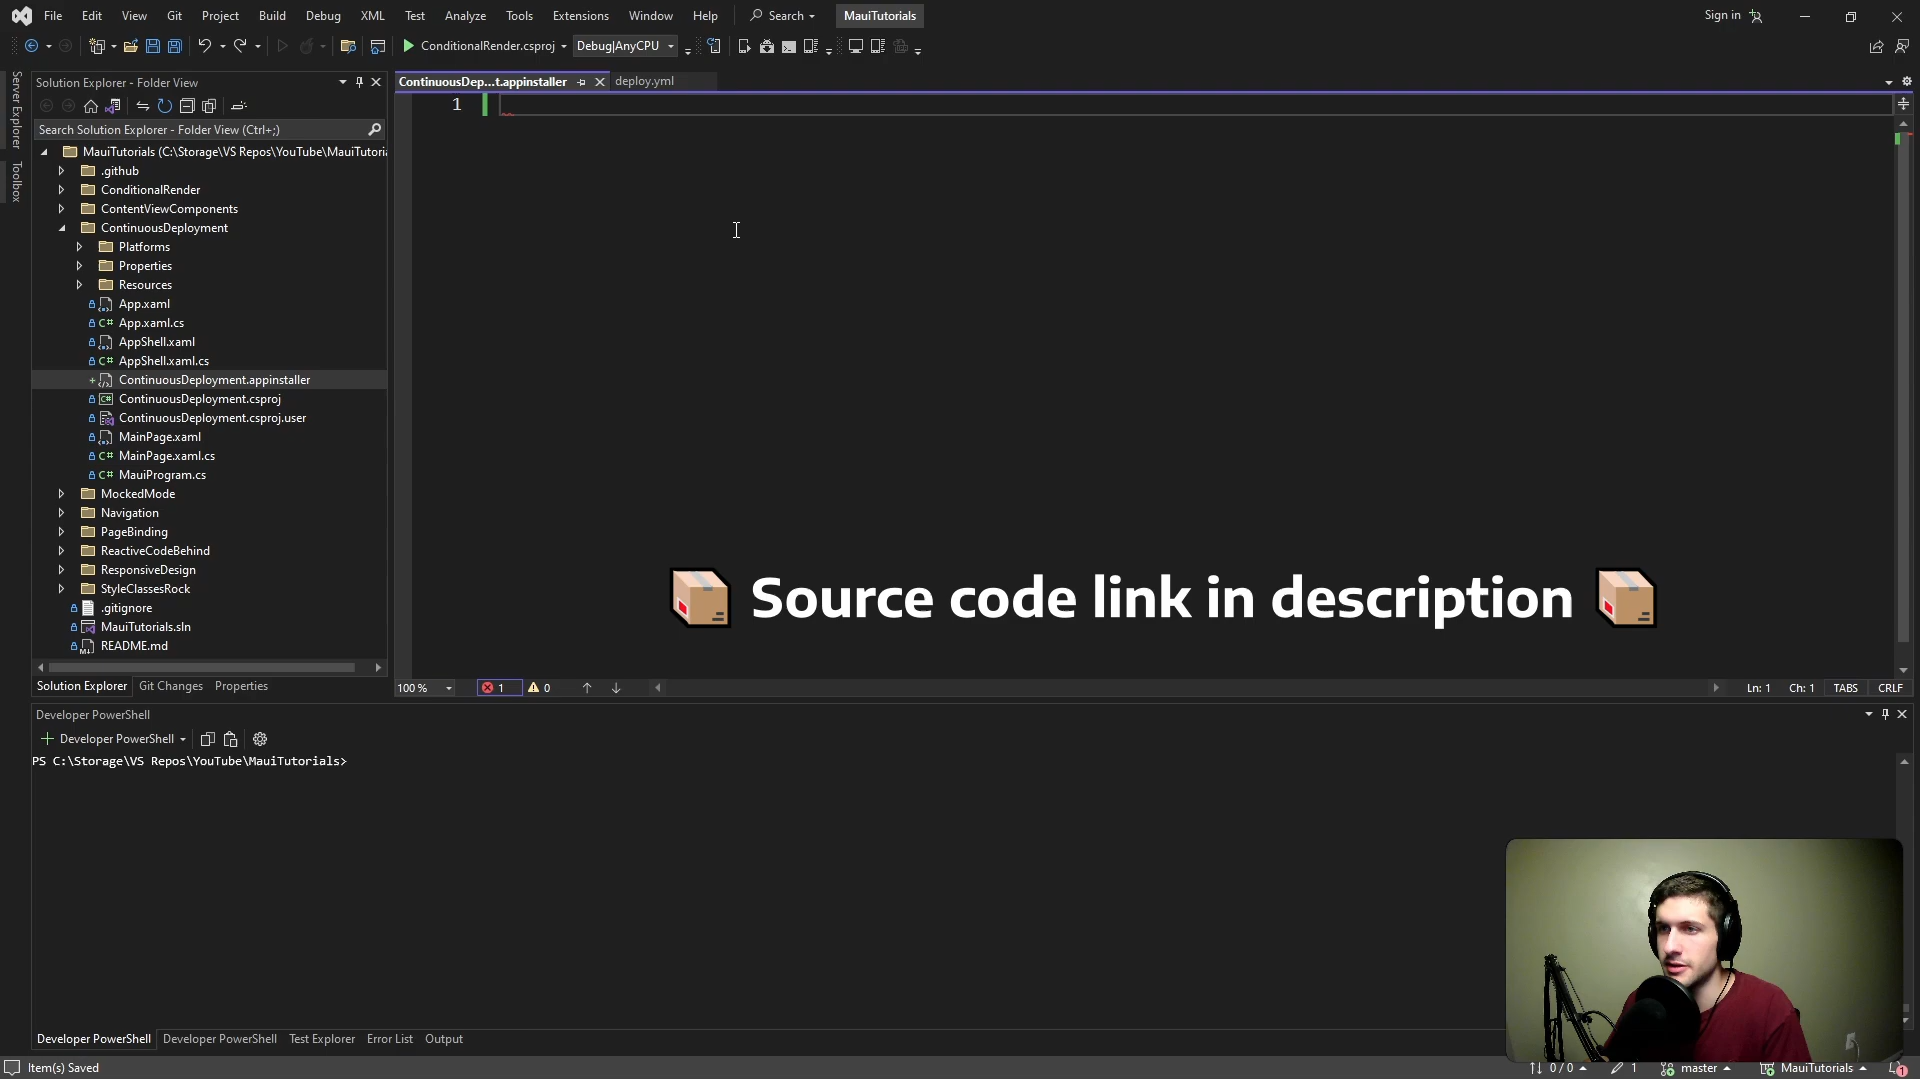 File Edit View Git Project Build Debug XML Test Analyze Tools Extensions Window Help Search MauiTutorials Sign in
ConditionalRender.csproj Debug|AnyCPU
Server Explorer
Toolbox
Solution Explorer - Folder View
Search Solution Explorer - Folder View (Ctrl+;)
MauiTutorials (C:\Storage\VS Repos\YouTube\MauiTutori
.github
ConditionalRender
ContentViewComponents
ContinuousDeployment
Platforms
Properties
Resources
App.xaml
C# App.xaml.cs
AppShell.xaml
C# AppShell.xaml.cs
ContinuousDeployment.appinstaller
C# ContinuousDeployment.csproj
ContinuousDeployment.csproj.user
MainPage.xaml
C# MainPage.xaml.cs
C# MauiProgram.cs
MockedMode
Navigation
PageBinding
ReactiveCodeBehind
ResponsiveDesign
StyleClassesRock
.gitignore
MauiTutorials.sln
README.md
Solution Explorer Git Changes Properties
ContinuousDep...t.appinstaller deploy.yml
1
Source code link in description
100 % 1 0 Ln: 1 Ch: 1 TABS CRLF
Developer PowerShell
Developer PowerShell
PS C:\Storage\VS Repos\YouTube\MauiTutorials>
Developer PowerShell Developer PowerShell Test Explorer Error List Output
Item(s) Saved 0 / 0 1 master MauiTutorials 1